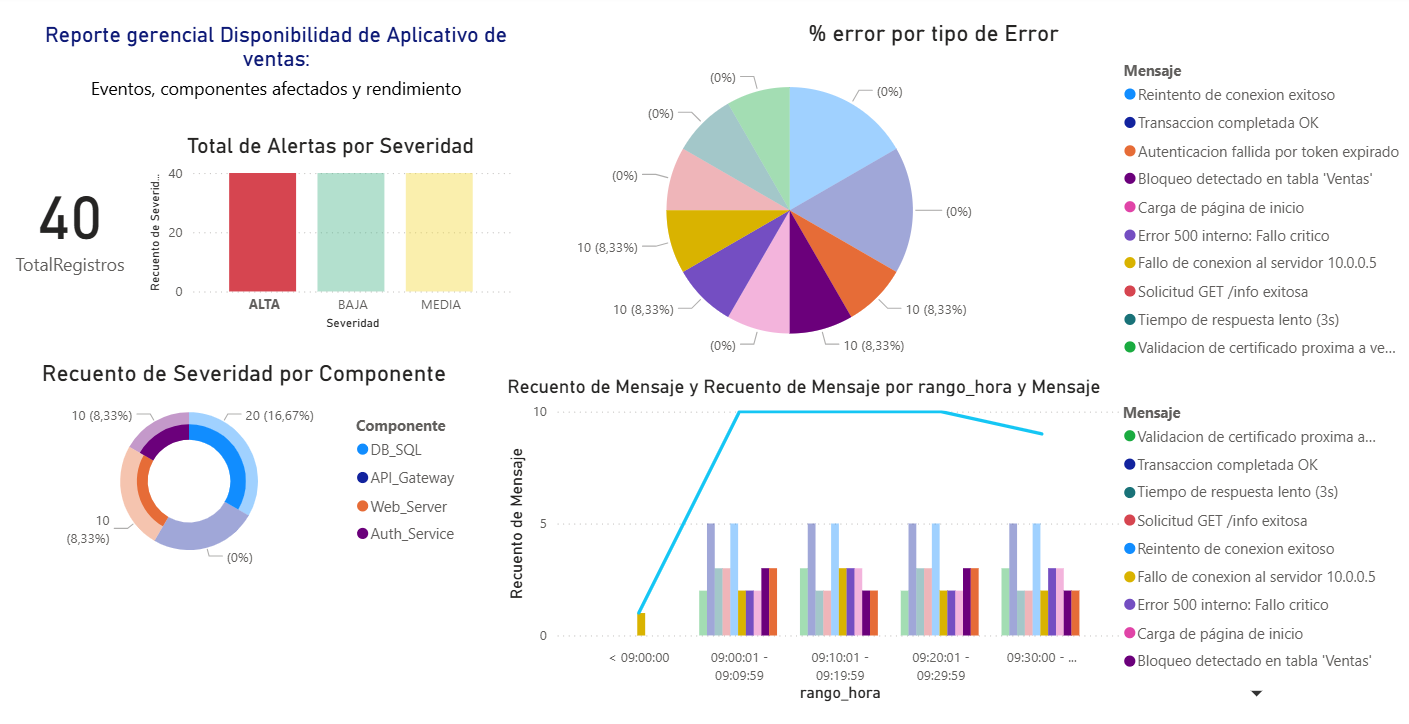 Reporte gerencial Disponibilidad de Aplicativo de
ventas:
Eventos, componentes afectados y rendimiento
40
TotalRegistros
Total de Alertas por Severidad
Recuento de Severid...
40
20
0
ALTA
BAJA
MEDIA
Severidad
% error por tipo de Error
(0%)
(0%)
10 (8,33%)
10 (8,33%)
(0%)
10 (8,33%)
10 (8,33%)
(0%)
(0%)
(0%)
Mensaje
Reintento de conexion exitoso
Transaccion completada OK
Autenticacion fallida por token expirado
Bloqueo detectado en tabla 'Ventas'
Carga de página de inicio
Error 500 interno: Fallo critico
Fallo de conexion al servidor 10.0.0.5
Solicitud GET /info exitosa
Tiempo de respuesta lento (3s)
Validacion de certificado proxima a ve...
Recuento de Severidad por Componente
10 (8,33%)
20 (16,67%)
10
(8,33%)
(0%)
Componente
DB_SQL
API_Gateway
Web_Server
Auth_Service
Recuento de Mensaje y Recuento de Mensaje por rango_hora y Mensaje
Recuento de Mensaje
10
5
0
< 09:00:00
09:00:01 -
09:09:59
09:10:01 -
09:19:59
09:20:01 -
09:29:59
09:30:00 - ...
rango_hora
Mensaje
Validacion de certificado proxima a...
Transaccion completada OK
Tiempo de respuesta lento (3s)
Solicitud GET /info exitosa
Reintento de conexion exitoso
Fallo de conexion al servidor 10.0.0.5
Error 500 interno: Fallo critico
Carga de página de inicio
Bloqueo detectado en tabla 'Ventas'